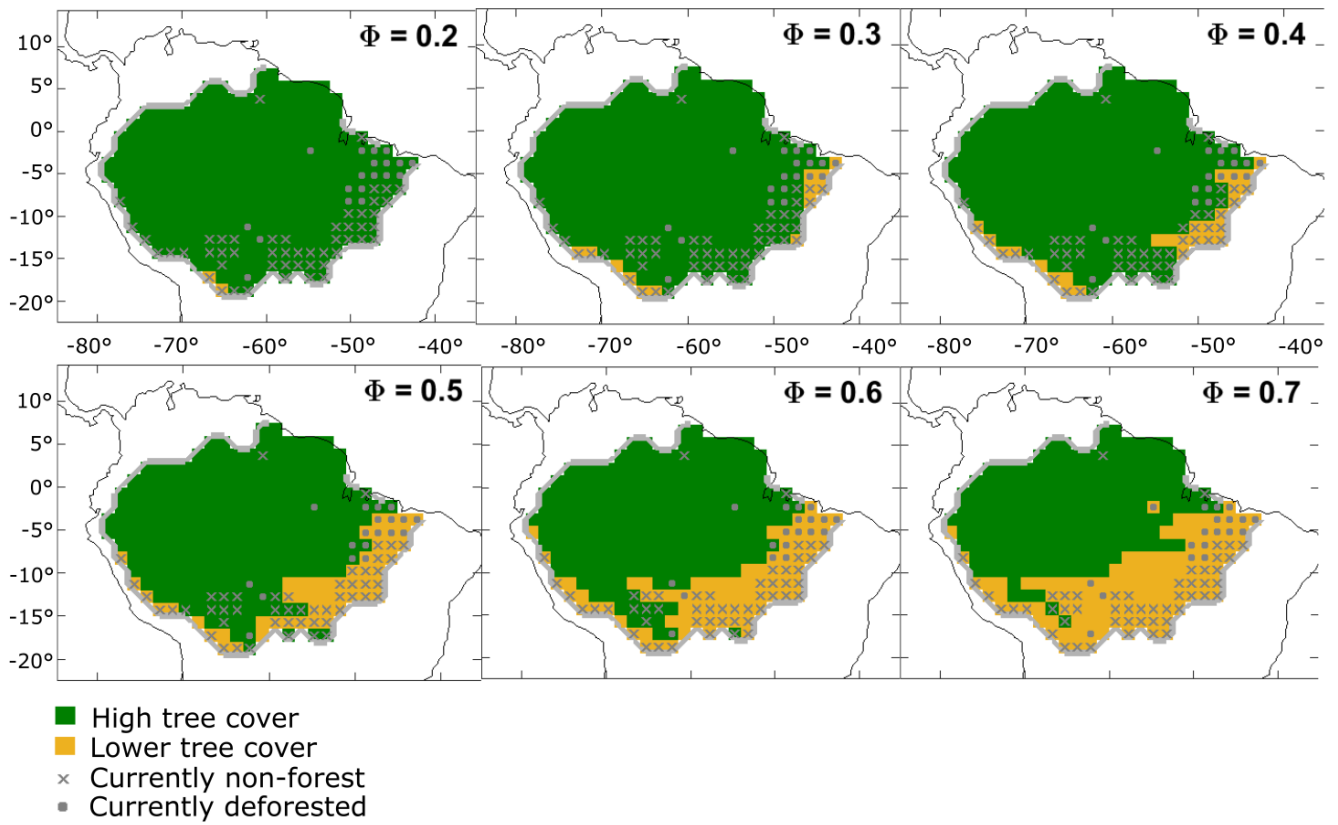 Φ = 0.2 Φ = 0.3 Φ = 0.4
10°
5°
0°
-5°
-10°
-15°
-20°
-80° -70° -60° -50° -40° -80° -70° -60° -50° -40° -80° -70° -60° -50° -40°
Φ = 0.5 Φ = 0.6 Φ = 0.7
10°
5°
0°
-5°
-10°
-15°
-20°
High tree cover
Lower tree cover
Currently non-forest
Currently deforested